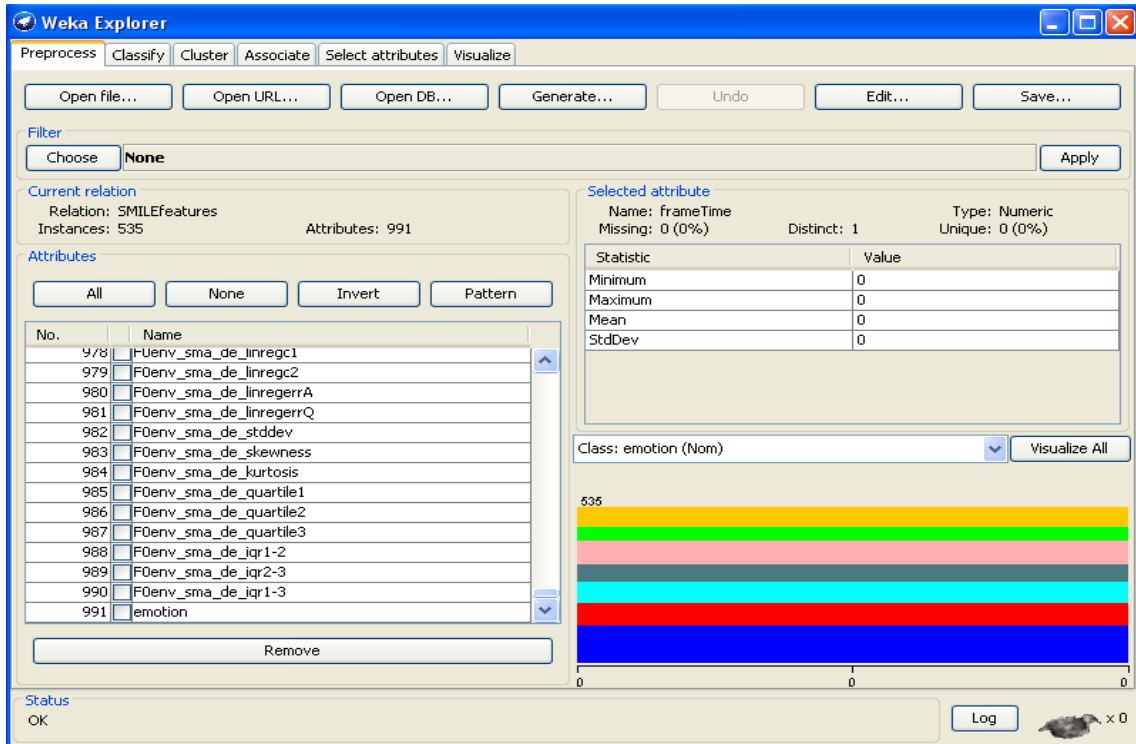 Weka Explorer
Preprocess Classify Cluster Associate Select attributes Visualize
Open file... Open URL... Open DB... Generate... Undo Edit... Save...
Filter
Choose None Apply
Current relation
Relation: SMILEfeatures
Instances: 535 Attributes: 991
Selected attribute
Name: frameTime Type: Numeric
Missing: 0 (0%) Distinct: 1 Unique: 0 (0%)
Statistic Value
Minimum 0
Maximum 0
Mean 0
StdDev 0
Attributes
All None Invert Pattern
No. Name
978 F0env_sma_de_linregc1
979 F0env_sma_de_linregc2
980 F0env_sma_de_linregerrA
981 F0env_sma_de_linregerrQ
982 F0env_sma_de_stddev
983 F0env_sma_de_skewness
984 F0env_sma_de_kurtosis
985 F0env_sma_de_quartile1
986 F0env_sma_de_quartile2
987 F0env_sma_de_quartile3
988 F0env_sma_de_iqr1-2
989 F0env_sma_de_iqr2-3
990 F0env_sma_de_iqr1-3
991 emotion
Remove
Class: emotion (Nom) Visualize All
535
0 0 0
Status
OK
Log x 0